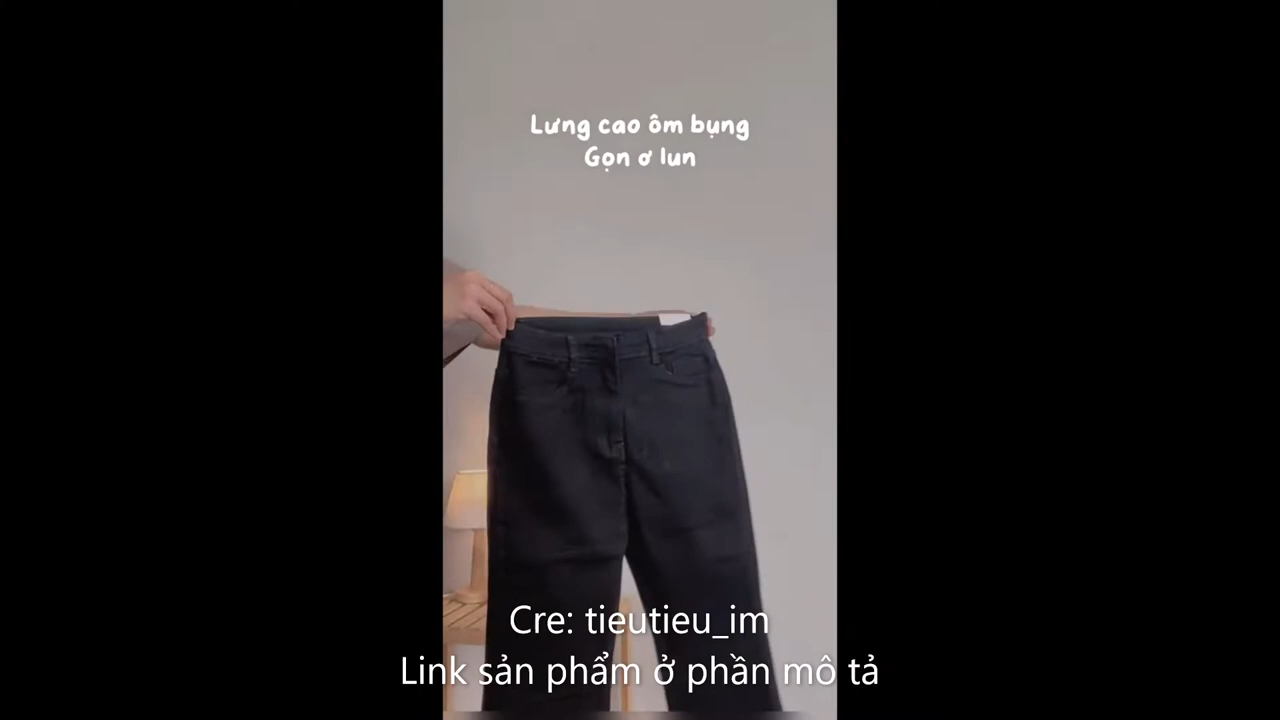 Lưng cao ôm bụng
Gọn ơ lun
Cre: tieutieu_im
Link sản phẩm ở phần mô tả